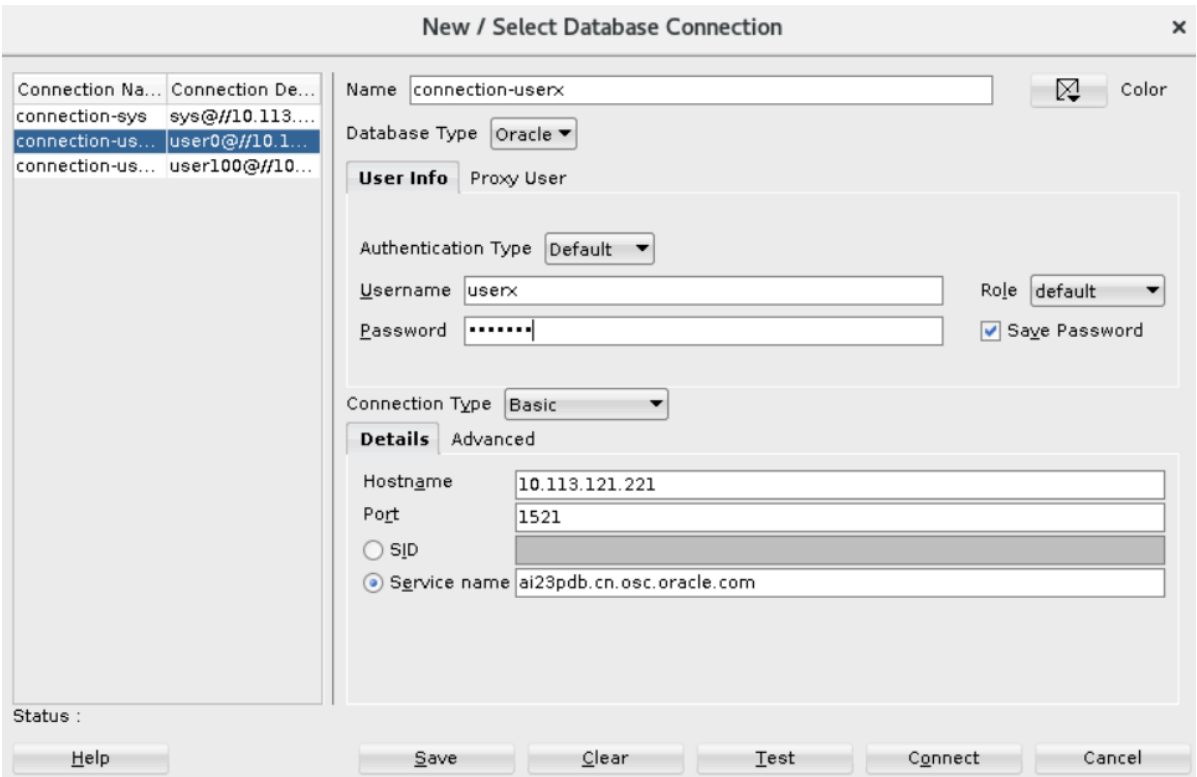 New / Select Database Connection
Connection Na... Connection De...
connection-sys sys@//10.113....
connection-us... user0@//10.1...
connection-us... user100@//10...
Name connection-userx Color
Database Type Oracle
User Info Proxy User
Authentication Type Default
Username userx Role default
Password ••••••• Save Password
Connection Type Basic
Details Advanced
Hostname 10.113.121.221
Port 1521
SID
Service name ai23pdb.cn.osc.oracle.com
Status :
Help Save Clear Test Connect Cancel